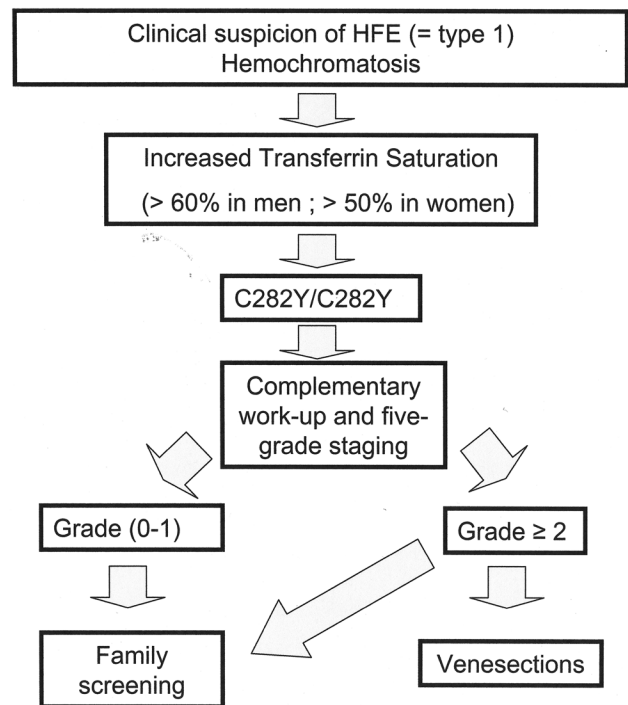 Clinical suspicion of HFE (= type 1)
Hemochromatosis
Increased Transferrin Saturation
(> 60% in men ; > 50% in women)
C282Y/C282Y
Complementary
work-up and five-
grade staging
Grade (0-1)
Grade ≥ 2
Family
screening
Venesections